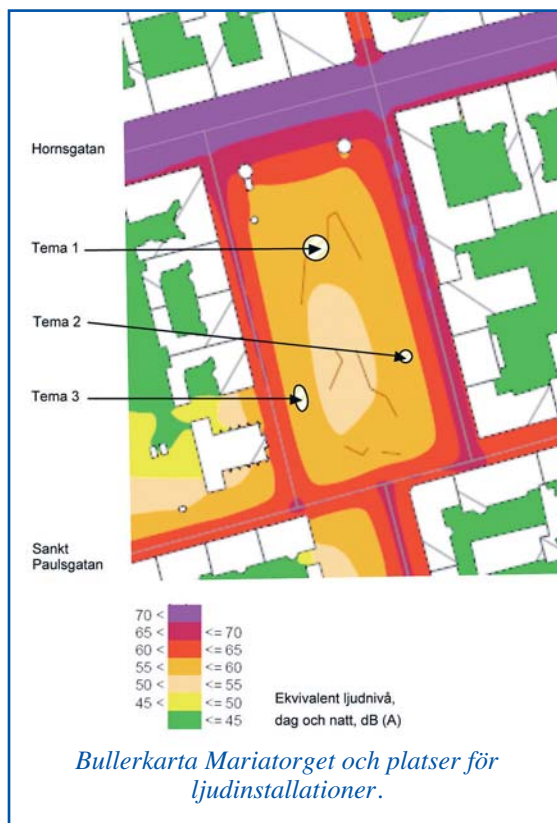 Hornsgatan
Tema 1
Tema 2
Tema 3
Sankt
Paulsgatan
70 <
65 < <= 70
60 < <= 65
55 < <= 60
50 < <= 55
45 < <= 50
<= 45
Ekvivalent ljudnivå,
dag och natt, dB (A)
Bullerkarta Mariatorget och platser för
ljudinstallationer.